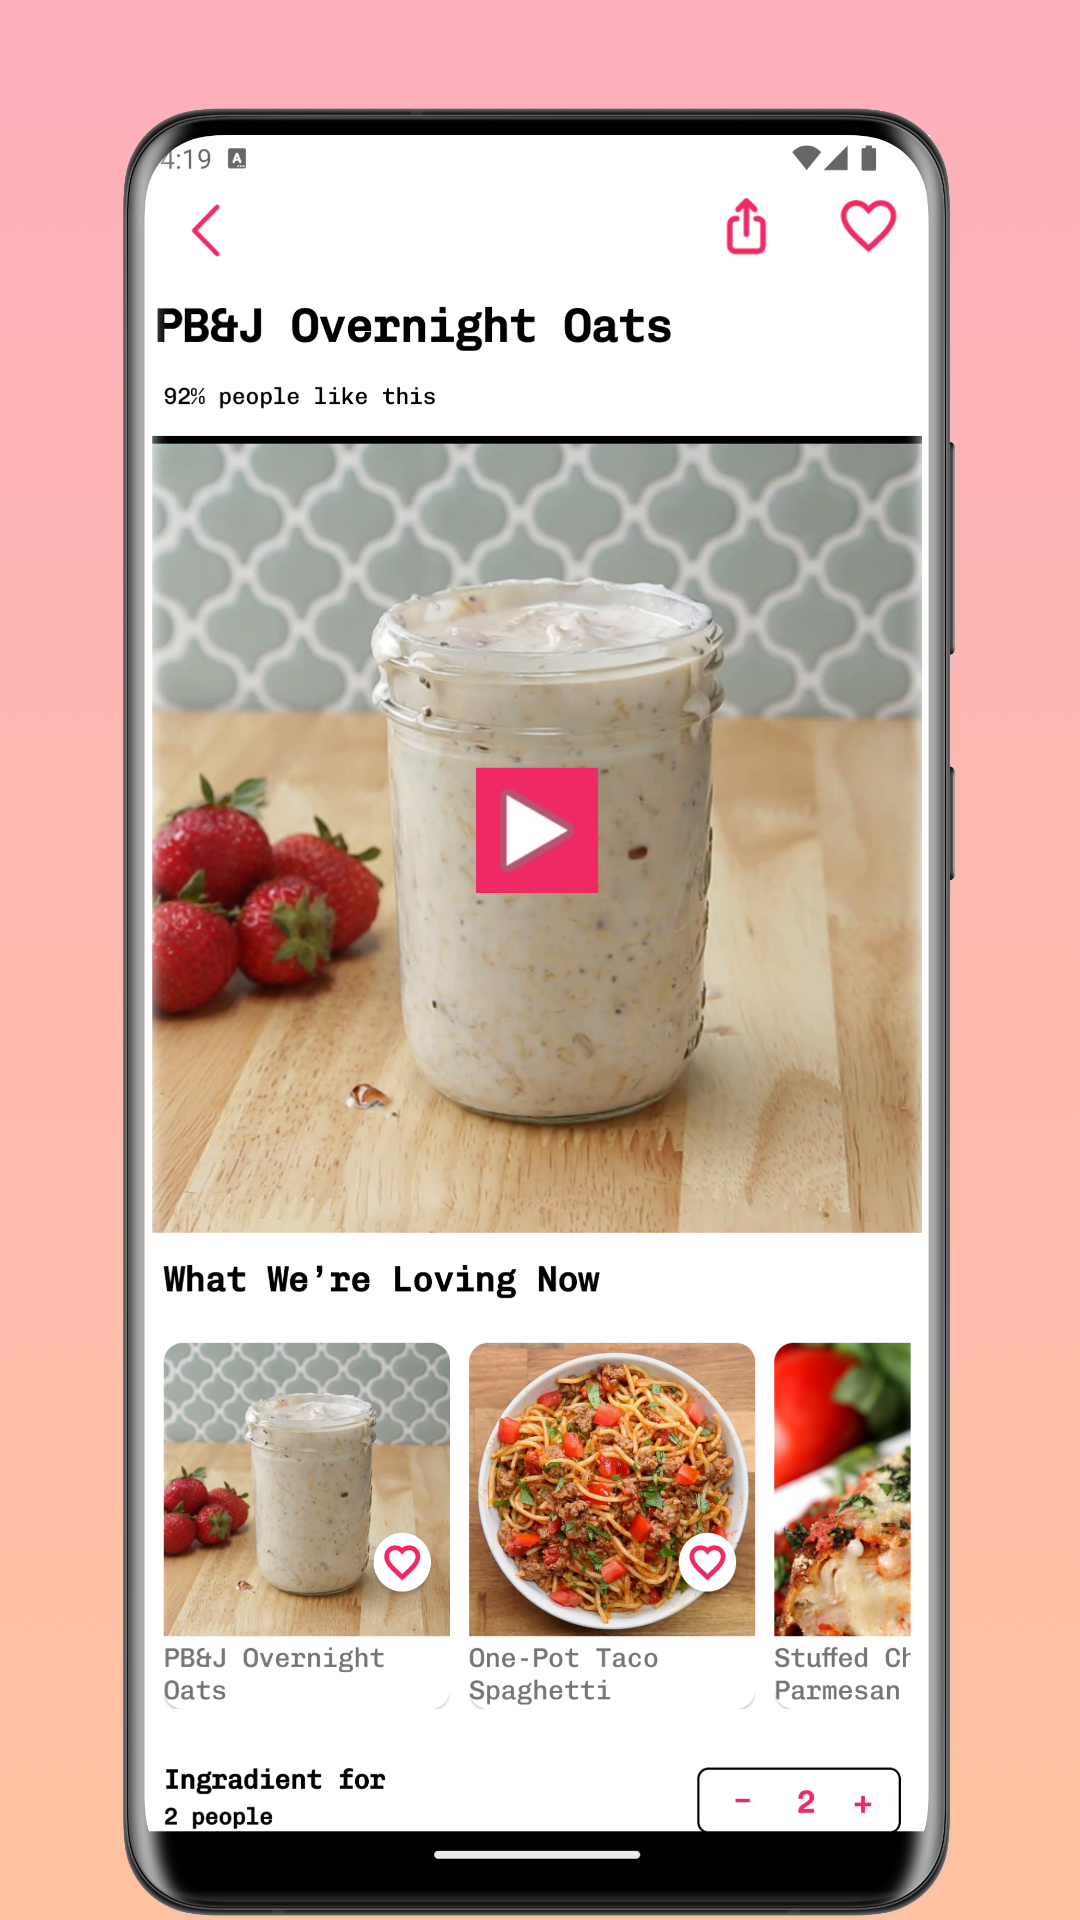 4:19 A
PB&J Overnight Oats
92% people like this
What We’re Loving Now
PB&J Overnight
Oats
One-Pot Taco
Spaghetti
Stuffed Ch
Parmesan
Ingradient for
2 people
- 2 +